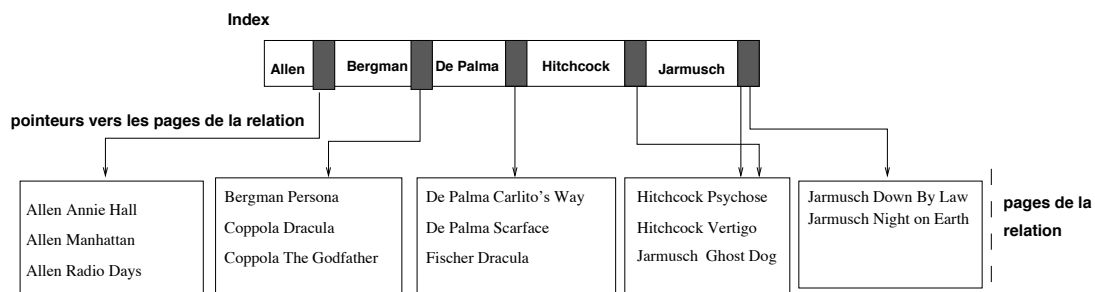 Index
Allen Bergman De Palma Hitchcock Jarmusch
pointeurs vers les pages de la relation
Allen Annie Hall
Allen Manhattan
Allen Radio Days
Bergman Persona
Coppola Dracula
Coppola The Godfather
De Palma Carlito's Way
De Palma Scarface
Fischer Dracula
Hitchcock Psychose
Hitchcock Vertigo
Jarmusch Ghost Dog
Jarmusch Down By Law
Jarmusch Night on Earth
pages de la
relation